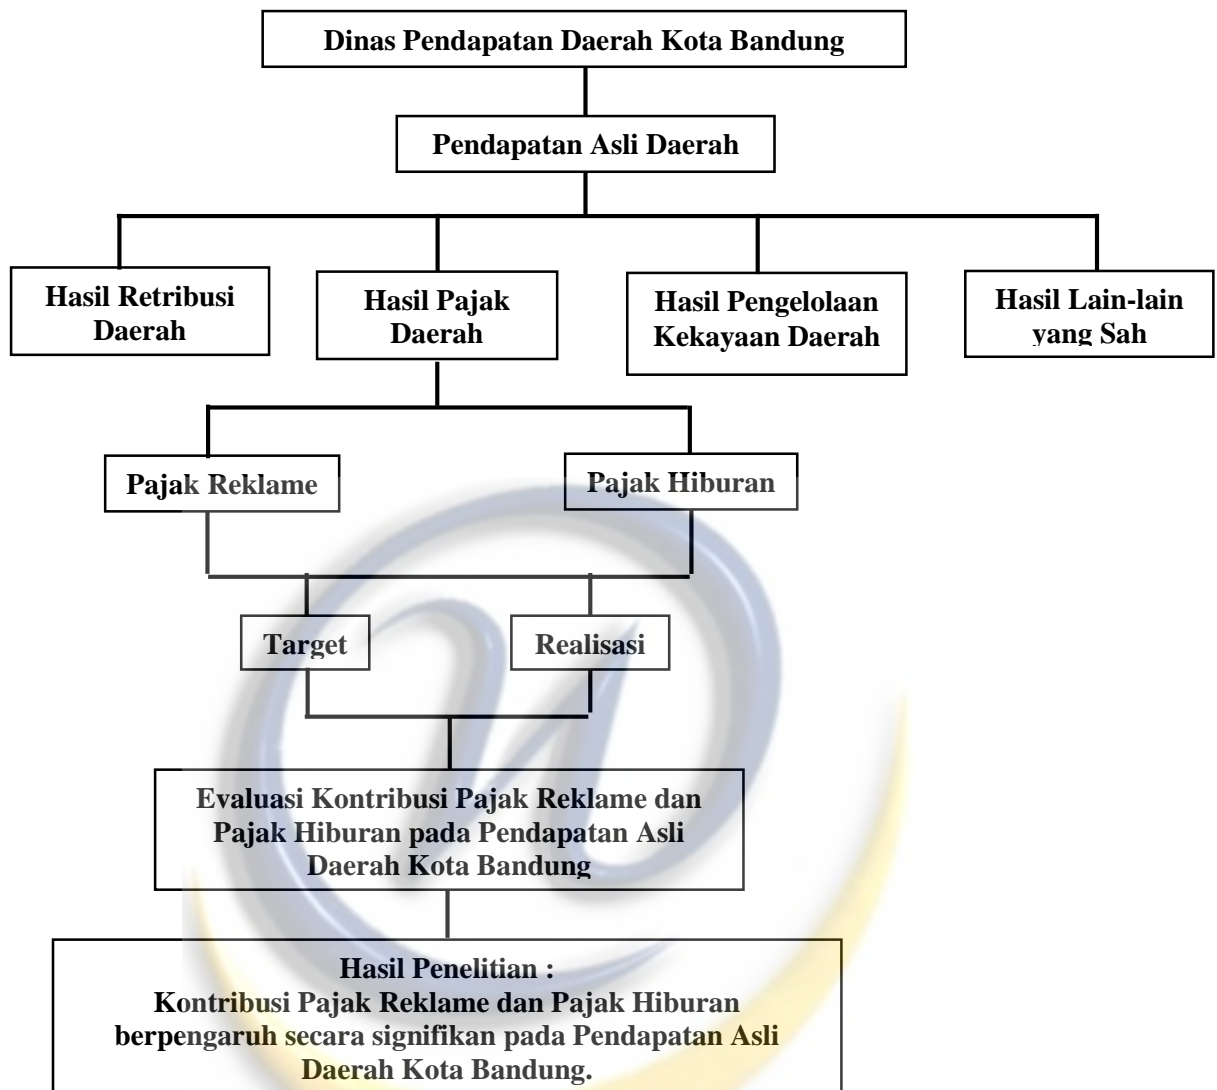 Dinas Pendapatan Daerah Kota Bandung
Pendapatan Asli Daerah
Hasil Retribusi
Daerah
Hasil Pajak
Daerah
Hasil Pengelolaan
Kekayaan Daerah
Hasil Lain-lain
yang Sah
Pajak Reklame
Pajak Hiburan
Target
Realisasi
Evaluasi Kontribusi Pajak Reklame dan
Pajak Hiburan pada Pendapatan Asli
Daerah Kota Bandung
Hasil Penelitian :
Kontribusi Pajak Reklame dan Pajak Hiburan
berpengaruh secara signifikan pada Pendapatan Asli
Daerah Kota Bandung.